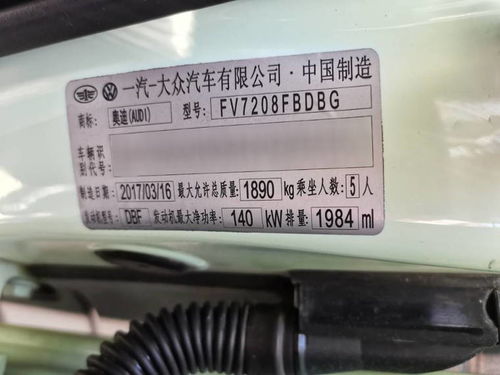 一汽-大众汽车有限公司·中国制造
商标: 奥迪(AUDI) 型号: FV7208FBDBG
车辆识
别代号:
制造日期: 2017/03/16 最大允许总质量: 1890 kg 乘坐人数: 5 人
发动机型号: DBF 发动机最大净功率: 140 kW 排量: 1984 ml